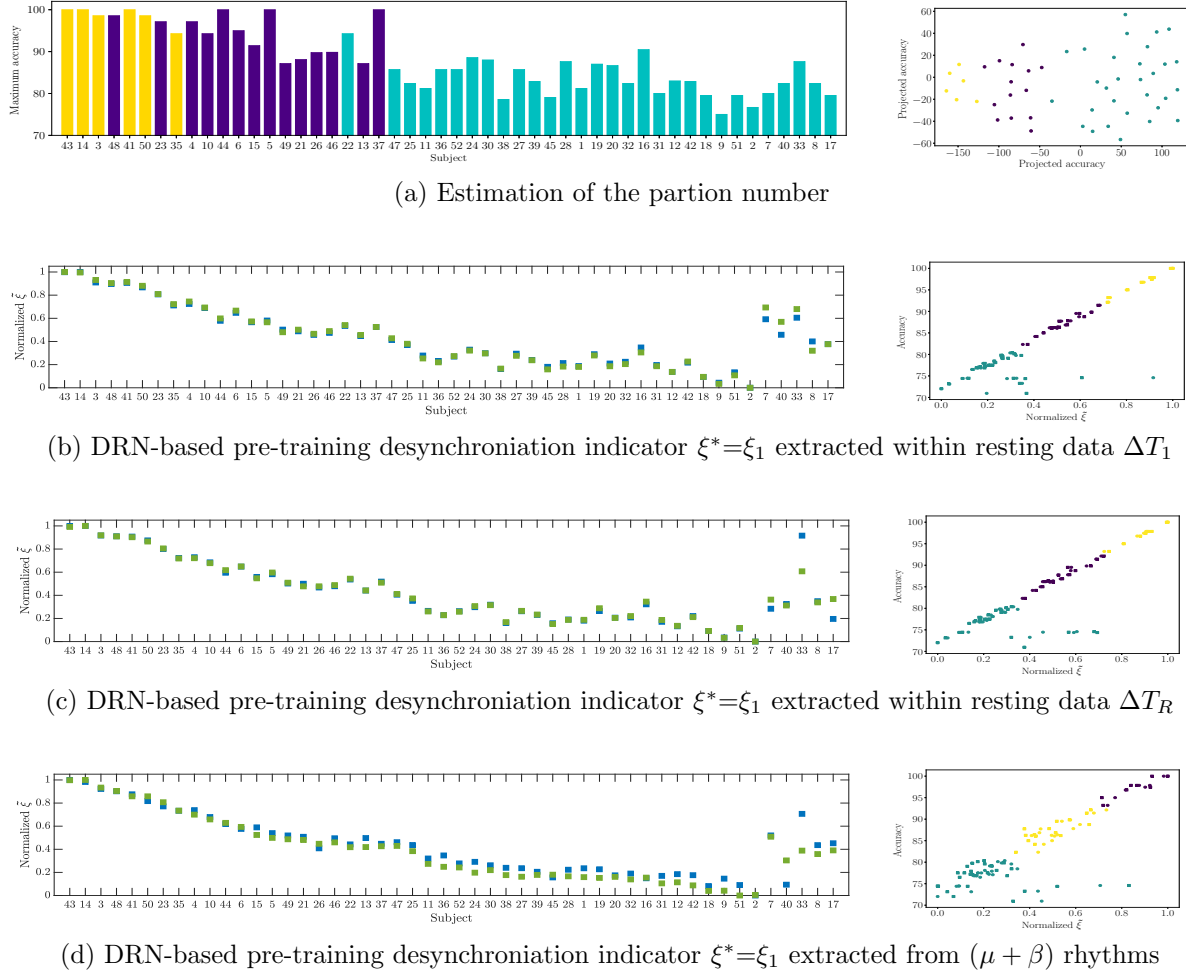 100
90
80
70
Maximum accuracy
43 14 3 48 41 50 23 35 4 10 44 6 15 5 49 21 26 46 22 13 37 47 25 11 36 52 24 30 38 27 39 45 28 1 19 20 32 16 31 12 42 18 9 51 2 7 40 33 8 17
Subject
60
40
20
0
−20
−40
−60
Projected accuracy
−150 −100 −50 0 50 100
Projected accuracy
(a) Estimation of the partion number
1
0.8
0.6
0.4
0.2
0
Normalized ξ̃
43 14 3 48 41 50 23 35 4 10 44 6 15 5 49 21 26 46 22 13 37 47 25 11 36 52 24 30 38 27 39 45 28 1 19 20 32 16 31 12 42 18 9 51 2 7 40 33 8 17
Subject
100
95
90
85
80
75
70
Accuracy
0.0 0.2 0.4 0.6 0.8 1.0
Normalized ξ̃
(b) DRN-based pre-training desynchroniation indicator ξ*=ξ₁ extracted within resting data ΔT₁
1
0.8
0.6
0.4
0.2
0
Normalized ξ̃
43 14 3 48 41 50 23 35 4 10 44 6 15 5 49 21 26 46 22 13 37 47 25 11 36 52 24 30 38 27 39 45 28 1 19 20 32 16 31 12 42 18 9 51 2 7 40 33 8 17
Subject
100
95
90
85
80
75
70
Accuracy
0.0 0.2 0.4 0.6 0.8 1.0
Normalized ξ̃
(c) DRN-based pre-training desynchroniation indicator ξ*=ξ₁ extracted within resting data ΔT_R
1
0.8
0.6
0.4
0.2
0
Normalized ξ̃
43 14 3 48 41 50 23 35 4 10 44 6 15 5 49 21 26 46 22 13 37 47 25 11 36 52 24 30 38 27 39 45 28 1 19 20 32 16 31 12 42 18 9 51 2 7 40 33 8 17
Subject
100
95
90
85
80
75
70
Accuracy
0.0 0.2 0.4 0.6 0.8 1.0
Normalized ξ̃
(d) DRN-based pre-training desynchroniation indicator ξ*=ξ₁ extracted from (μ + β) rhythms